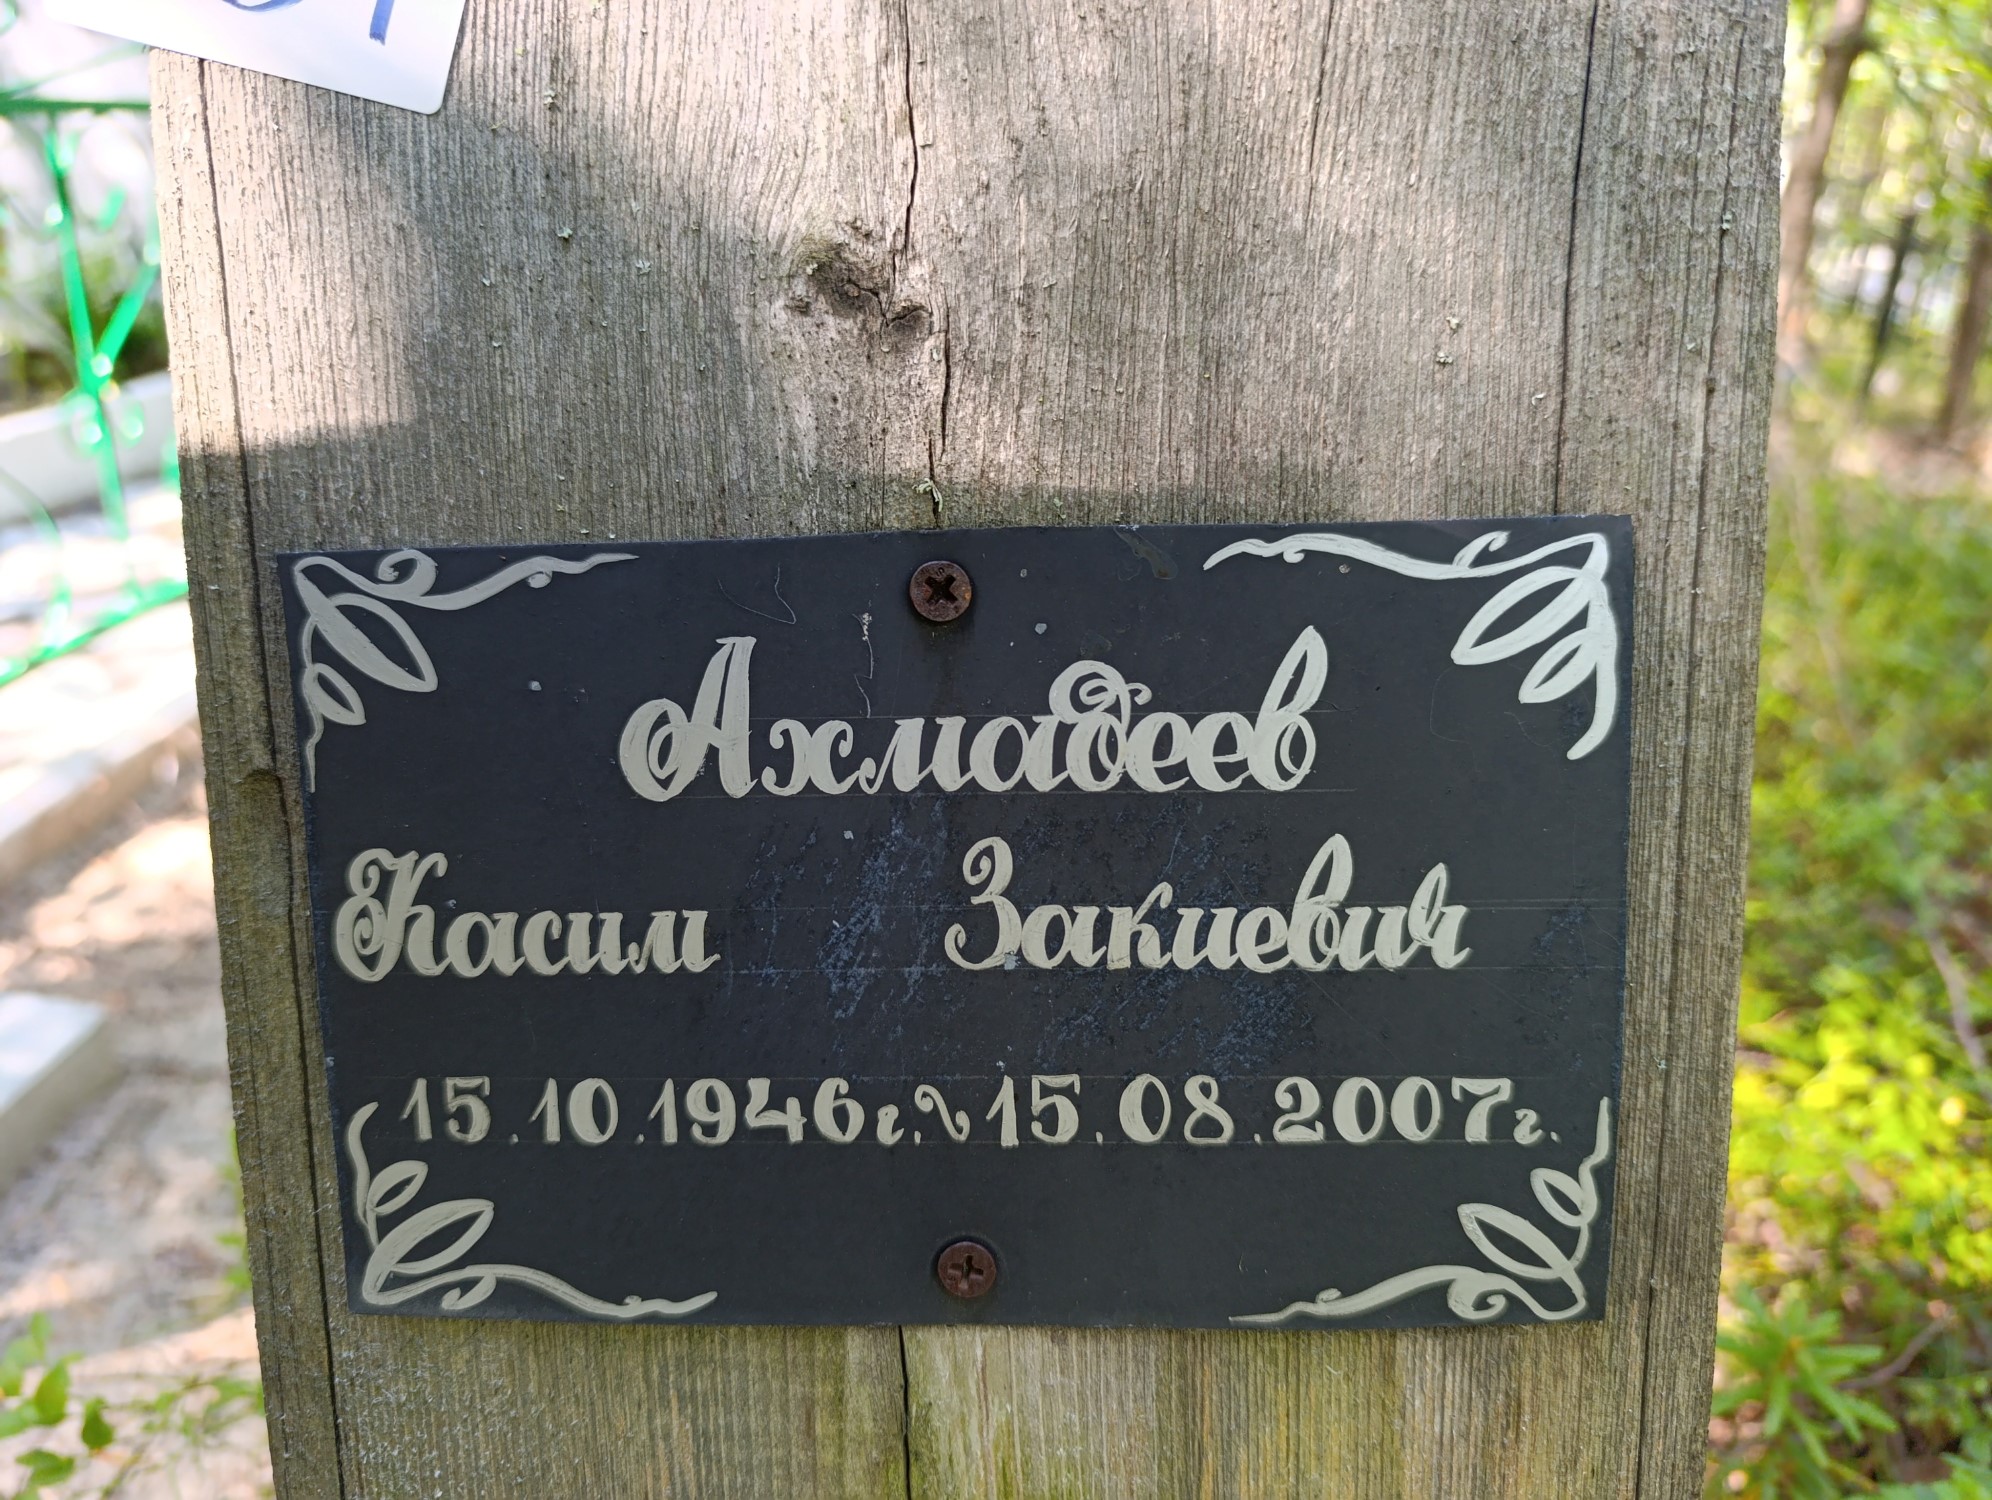 Ахмадеев
Касим Закиевич
15.10.1946г. ~ 15.08.2007г.